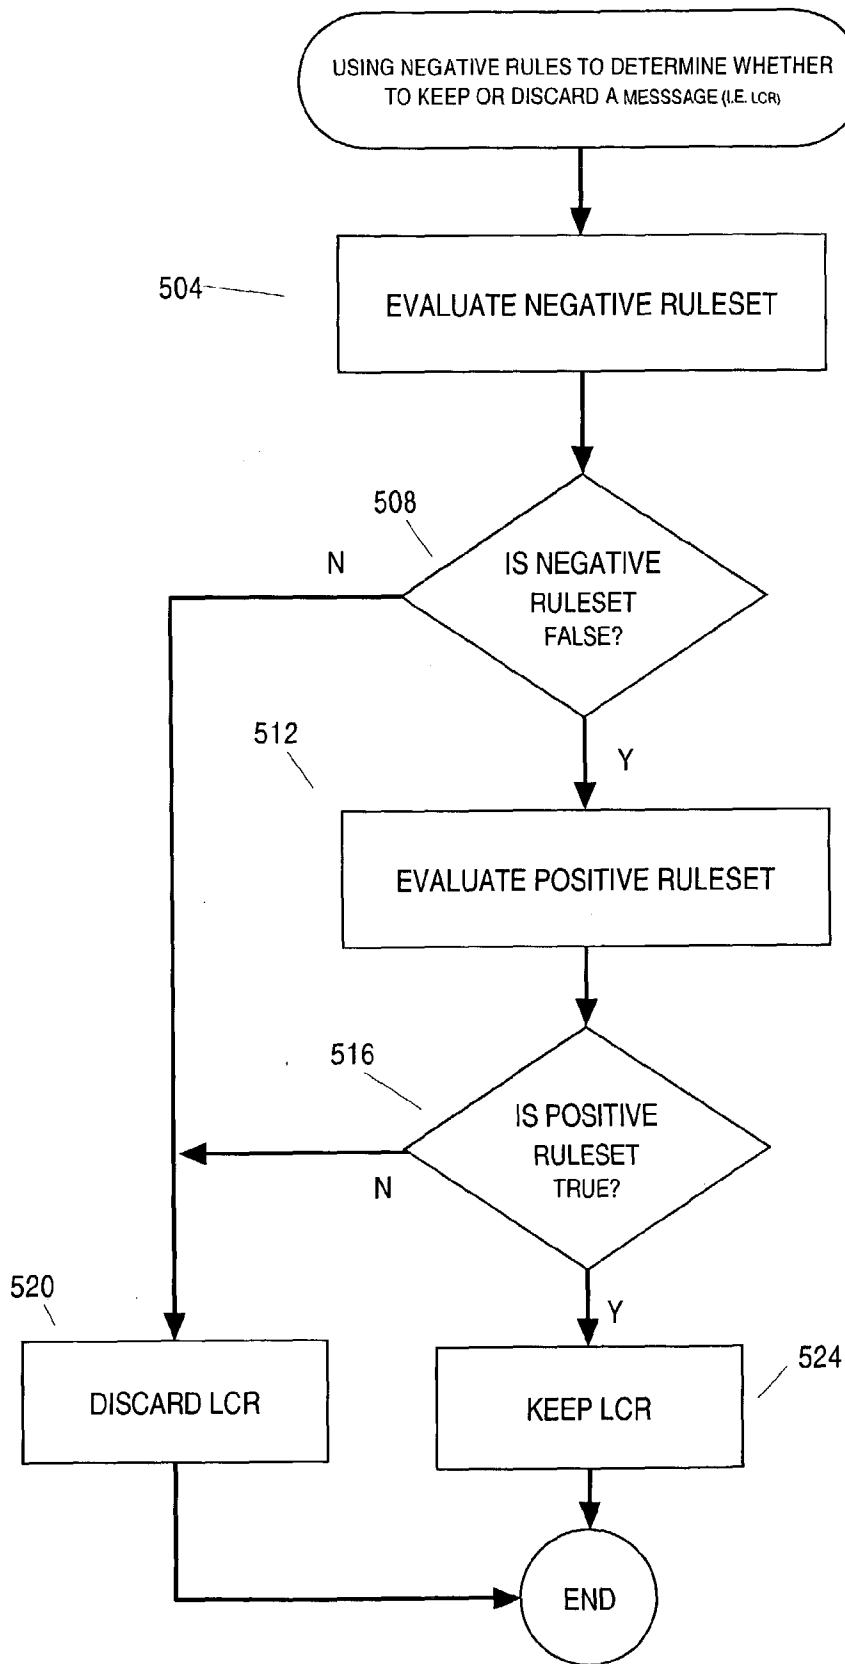 USING NEGATIVE RULES TO DETERMINE WHETHER
TO KEEP OR DISCARD A MESSSAGE (I.E. LCR)
504
EVALUATE NEGATIVE RULESET
508
N
IS NEGATIVE
RULESET
FALSE?
512
Y
EVALUATE POSITIVE RULESET
516
IS POSITIVE
RULESET
TRUE?
N
520
Y
524
DISCARD LCR
KEEP LCR
END